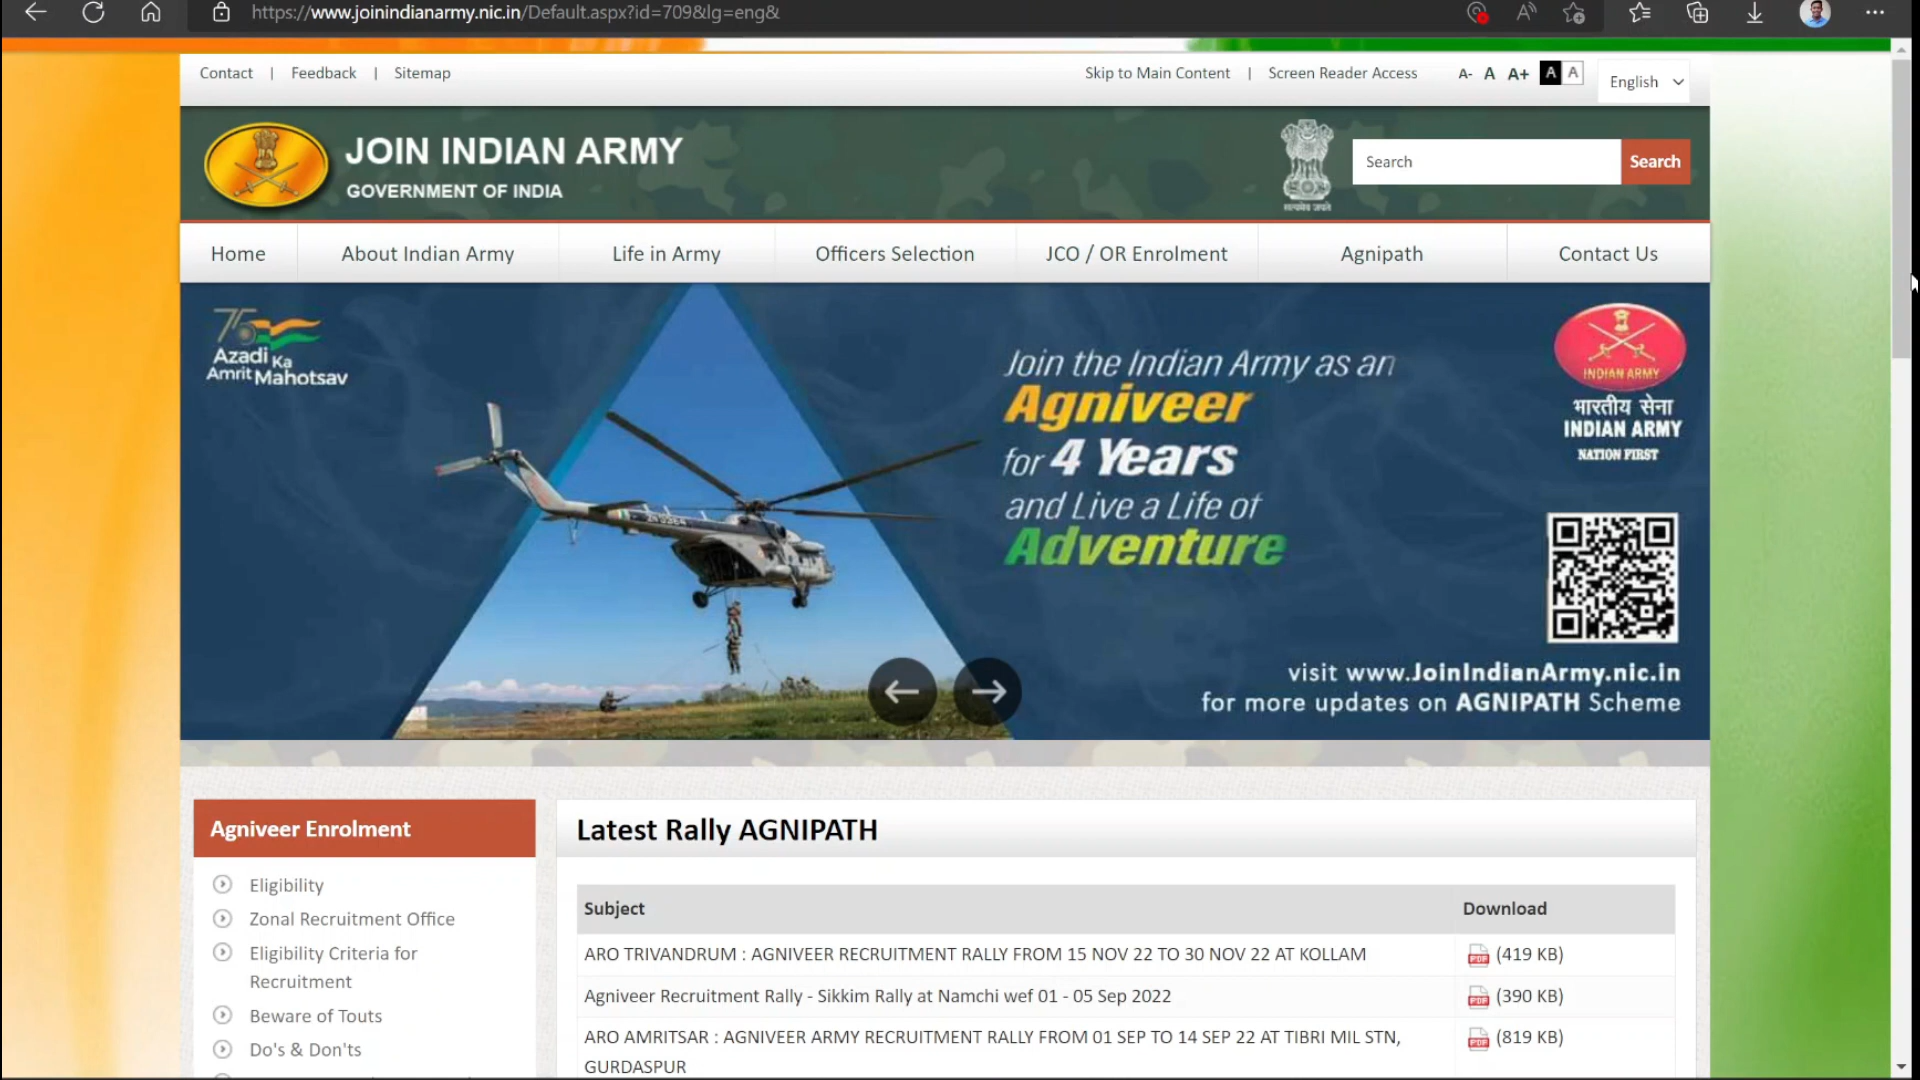 https://www.joinindianarmy.nic.in/Default.aspx?id=709&lg=eng&
Contact | Feedback | Sitemap
Skip to Main Content | Screen Reader Access A- A A+ A A English
JOIN INDIAN ARMY
GOVERNMENT OF INDIA
सत्यमेव जयते
Search Search
Home About Indian Army Life in Army Officers Selection JCO / OR Enrolment Agnipath Contact Us
75
Azadi Ka
Amrit Mahotsav
Join the Indian Army as an
Agniveer
for 4 Years
and Live a Life of
Adventure
INDIAN ARMY
भारतीय सेना
INDIAN ARMY
NATION FIRST
visit www.JoinIndianArmy.nic.in
for more updates on AGNIPATH Scheme
Agniveer Enrolment
Eligibility
Zonal Recruitment Office
Eligibility Criteria for
Recruitment
Beware of Touts
Do's & Don'ts
Latest Rally AGNIPATH
Subject Download
ARO TRIVANDRUM : AGNIVEER RECRUITMENT RALLY FROM 15 NOV 22 TO 30 NOV 22 AT KOLLAM PDF (419 KB)
Agniveer Recruitment Rally - Sikkim Rally at Namchi wef 01 - 05 Sep 2022 PDF (390 KB)
ARO AMRITSAR : AGNIVEER ARMY RECRUITMENT RALLY FROM 01 SEP TO 14 SEP 22 AT TIBRI MIL STN, PDF (819 KB)
GURDASPUR